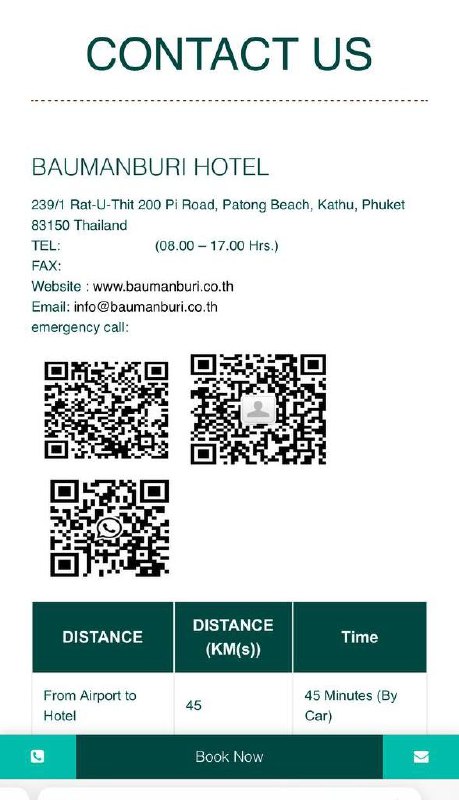 CONTACT US
BAUMANBURI HOTEL
239/1 Rat-U-Thit 200 Pi Road, Patong Beach, Kathu, Phuket
83150 Thailand
TEL: (08.00 – 17.00 Hrs.)
FAX:
Website : www.baumanburi.co.th
Email: info@baumanburi.co.th
emergency call:
DISTANCE
DISTANCE
(KM(s))
Time
From Airport to
Hotel
45
45 Minutes (By
Car)
Book Now